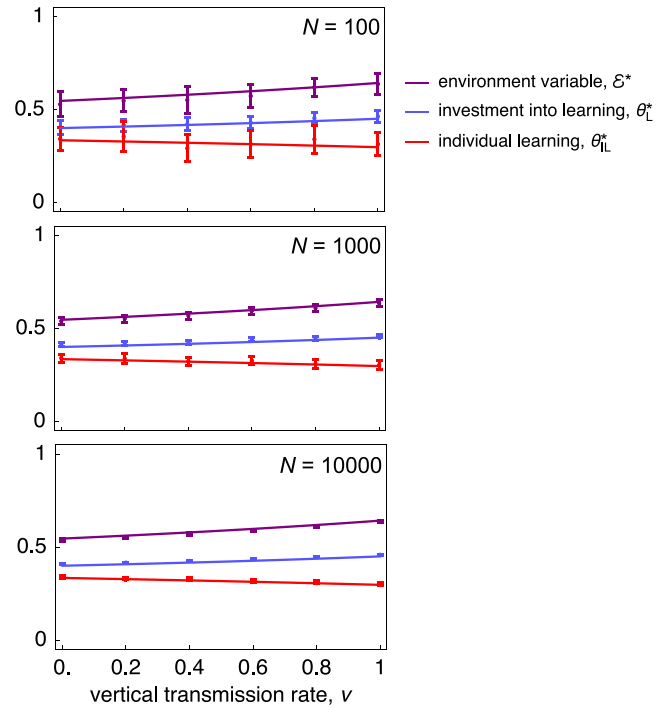 N = 100
1
0.5
0
environment variable, ℰ*
investment into learning, θ*L
individual learning, θ*IL
N = 1000
1
0.5
0
N = 10000
1
0.5
0
0. 0.2 0.4 0.6 0.8 1
vertical transmission rate, v